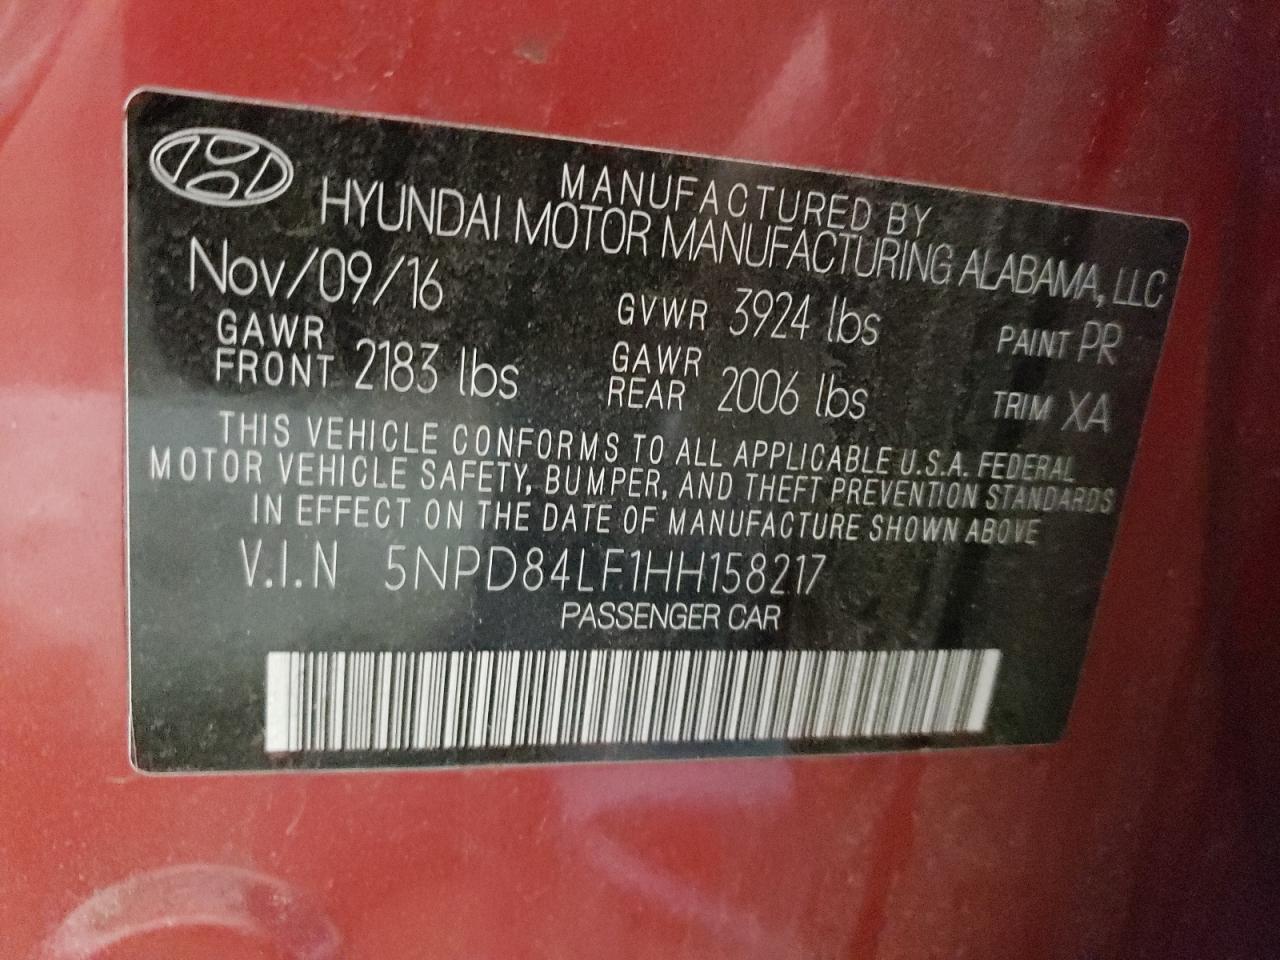 MANUFACTURED BY
HYUNDAI MOTOR MANUFACTURING ALABAMA, LLC
Nov/09/16
GVWR 3924 lbs
PAINT PR
GAWR FRONT 2183 lbs
GAWR REAR 2006 lbs
TRIM XA
THIS VEHICLE CONFORMS TO ALL APPLICABLE U.S.A. FEDERAL
MOTOR VEHICLE SAFETY, BUMPER, AND THEFT PREVENTION STANDARDS
IN EFFECT ON THE DATE OF MANUFACTURE SHOWN ABOVE
V.I.N 5NPD84LF1HH158217
PASSENGER CAR